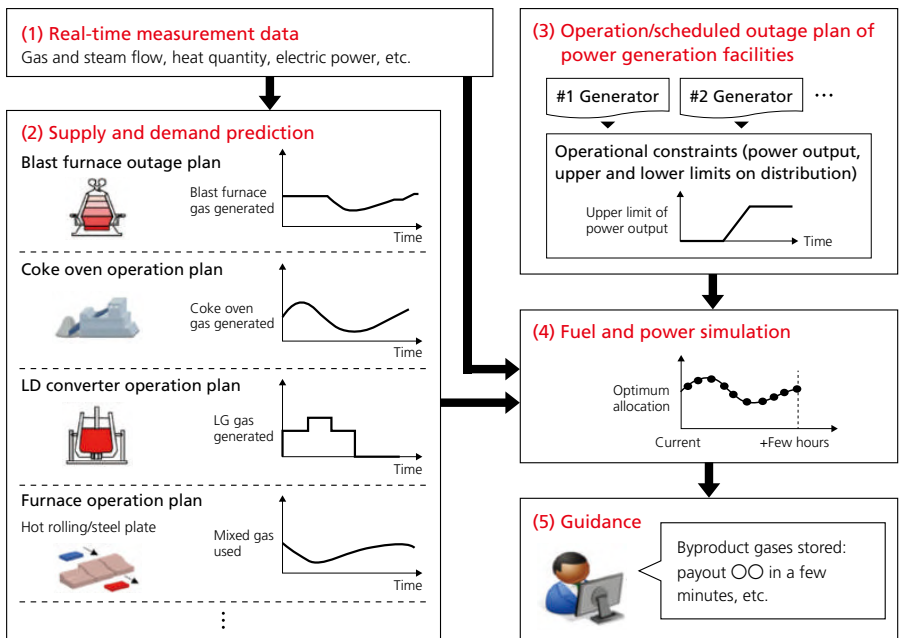 (1) Real-time measurement data
Gas and steam flow, heat quantity, electric power, etc.
(2) Supply and demand prediction
Blast furnace outage plan
Blast furnace
gas generated
Time
Coke oven operation plan
Coke oven
gas generated
Time
LD converter operation plan
LG gas
generated
Time
Furnace operation plan
Hot rolling/steel plate
Mixed gas
used
Time
⋮
(3) Operation/scheduled outage plan of
power generation facilities
#1 Generator
#2 Generator
...
Operational constraints (power output,
upper and lower limits on distribution)
Upper limit of
power output
Time
(4) Fuel and power simulation
Optimum
allocation
Current
+Few hours
(5) Guidance
Byproduct gases stored:
payout ○○ in a few
minutes, etc.